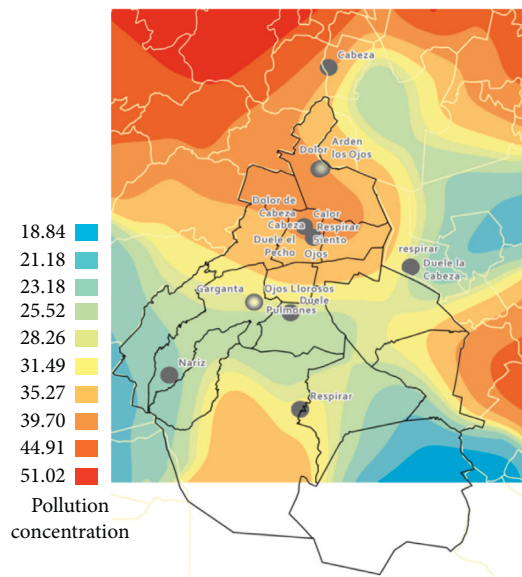 Cabeza
Arden
Dolor
los Ojos
Dolor de
Cabeza
Calor
Cabeza
Respirar
Duele el
Siento
Pecho
Ojos
respirar
Duele la
Cabeza
Garganta
Ojos Llorosos
Duele
Pulmones
Nariz
Respirar
18.84
21.18
23.18
25.52
28.26
31.49
35.27
39.70
44.91
51.02
Pollution
concentration